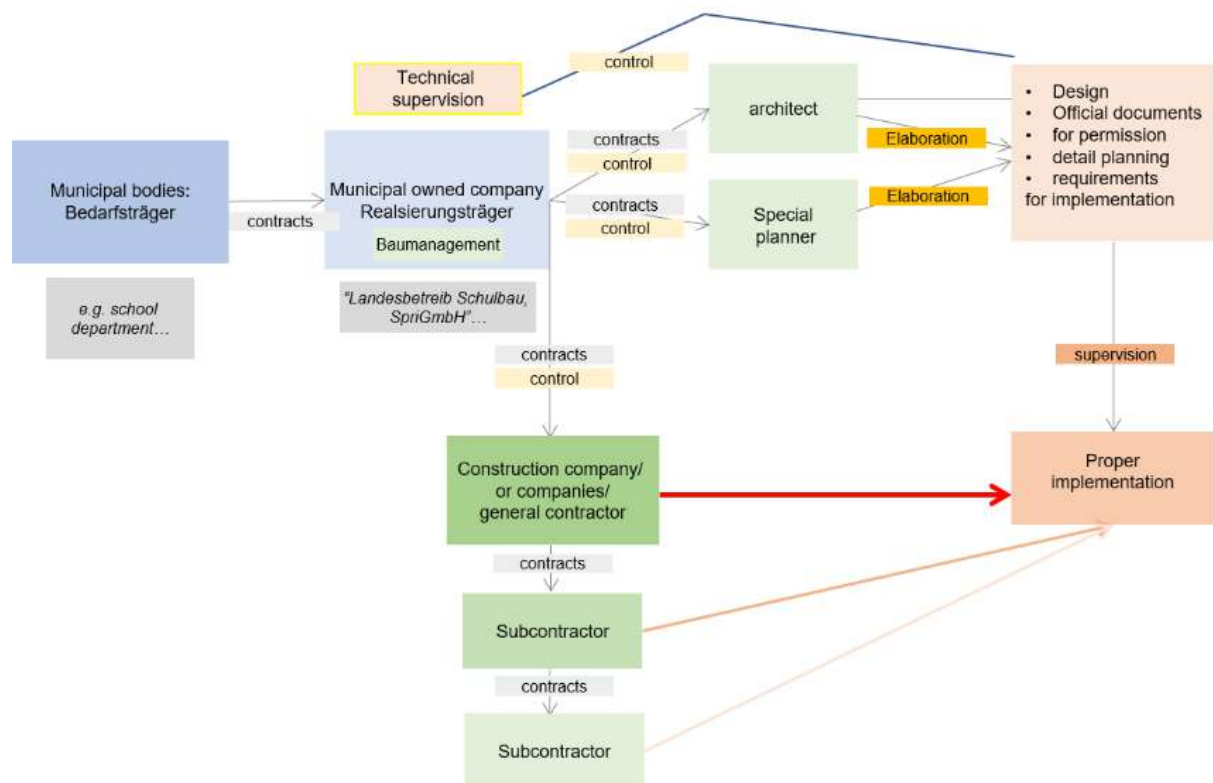 control
Technical
supervision
architect
• Design
• Official documents
• for permission
• detail planning
• requirements
for implementation
contracts
control
Elaboration
Municipal bodies:
Bedarfsträger
contracts
Municipal owned company
Realsierungsträger
Baumanagement
contracts
control
Elaboration
Special
planner
e.g. school
department…
"Landesbetreib Schulbau,
SpriGmbH"…
contracts
control
supervision
Construction company/
or companies/
general contractor
Proper
implementation
contracts
Subcontractor
contracts
Subcontractor